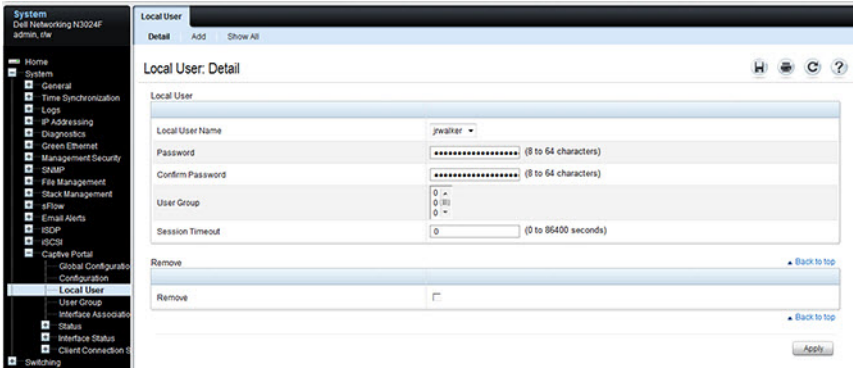 System
Dell Networking N3024F
admin, r/w
Home
System
General
Time Synchronization
Logs
IP Addressing
Diagnostics
Green Ethernet
Management Security
SNMP
File Management
Stack Management
sFlow
Email Alerts
ISDP
iSCSI
Captive Portal
Global Configuratio
Configuration
Local User
User Group
Interface Associatio
Status
Interface Status
Client Connection S
Switching
Local User
Detail Add Show All
Local User: Detail
Local User
Local User Name jrwalker
Password (8 to 64 characters)
Confirm Password (8 to 64 characters)
User Group 0
0
0
Session Timeout 0 (0 to 86400 seconds)
Remove Back to top
Remove
Back to top
Apply